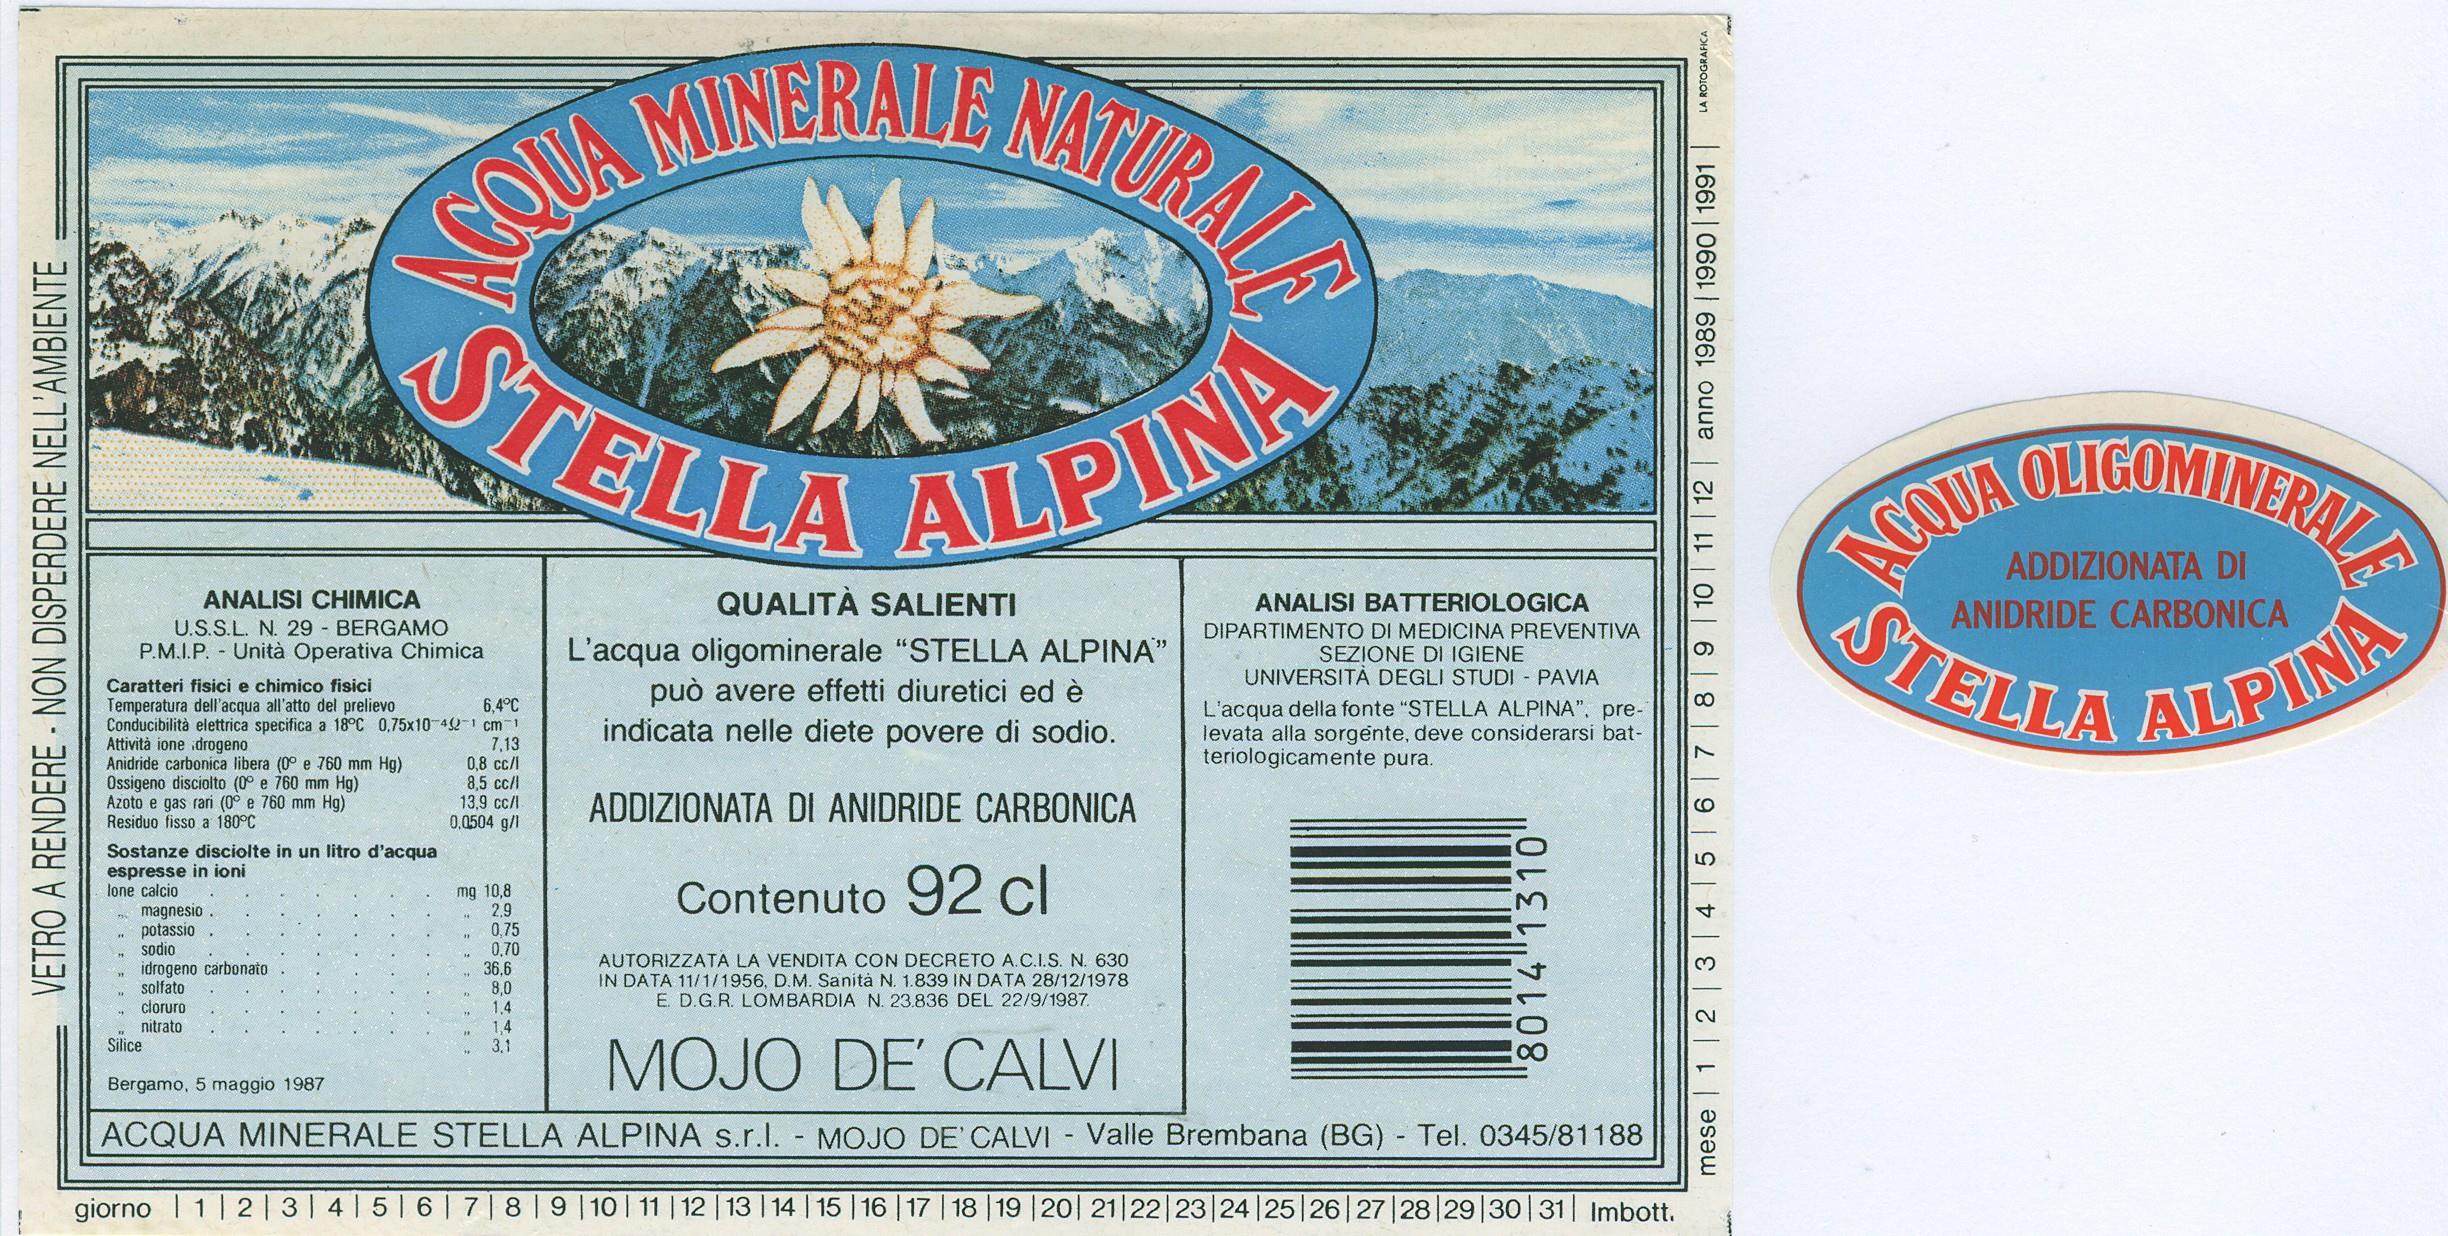 LA ROTOGRAFICA
ACQUA MINERALE NATURALE
STELLA ALPINA
VETRO A RENDERE - NON DISPERDERE NELL'AMBIENTE
ANALISI CHIMICA
U.S.S.L. N. 29 - BERGAMO
P.M.I.P. - Unità Operativa Chimica
Caratteri fisici e chimico fisici
Temperatura dell'acqua all'atto del prelievo 6,4ºC
Conducibilità elettrica specifica a 18ºC 0,75x10⁻⁴Ω⁻¹ cm⁻¹
Attività ione idrogeno 7,13
Anidride carbonica libera (0º e 760 mm Hg) 0,8 cc/l
Ossigeno disciolto (0º e 760 mm Hg) 8,5 cc/l
Azoto e gas rari (0º e 760 mm Hg) 13,9 cc/l
Residuo fisso a 180ºC 0,0504 g/l
Sostanze disciolte in un litro d'acqua
espresse in ioni
Ione calcio . . . . . . . mg 10,8
„ magnesio . . . . . . . „ 2,9
„ potassio . . . . . . . „ 0,75
„ sodio . . . . . . . „ 0,70
„ idrogeno carbonato . . . . . „ 36,6
„ solfato . . . . . . . „ 8,0
„ cloruro . . . . . . . „ 1,4
„ nitrato . . . . . . . „ 1,4
Silice „ 3,1
Bergamo, 5 maggio 1987
QUALITÀ SALIENTI
L'acqua oligominerale “STELLA ALPINA”
può avere effetti diuretici ed è
indicata nelle diete povere di sodio.
ADDIZIONATA DI ANIDRIDE CARBONICA
Contenuto 92 cl
AUTORIZZATA LA VENDITA CON DECRETO A.C.I.S. N. 630
IN DATA 11/1/1956, D.M. Sanità N. 1.839 IN DATA 28/12/1978
E. D.G.R. LOMBARDIA N. 23.836 DEL 22/9/1987.
MOJO DE' CALVI
ANALISI BATTERIOLOGICA
DIPARTIMENTO DI MEDICINA PREVENTIVA
SEZIONE DI IGIENE
UNIVERSITÀ DEGLI STUDI - PAVIA
L'acqua della fonte “STELLA ALPINA”, pre-
levata alla sorgente, deve considerarsi bat-
teriologicamente pura.
8014 1310
ACQUA MINERALE STELLA ALPINA s.r.l. - MOJO DE' CALVI - Valle Brembana (BG) - Tel. 0345/81188
mese | 1 | 2 | 3 | 4 | 5 | 6 | 7 | 8 | 9 | 10 | 11 | 12 | anno 1989 | 1990 | 1991 |
giorno | 1 | 2 | 3 | 4 | 5 | 6 | 7 | 8 | 9 | 10 | 11 | 12 | 13 | 14 | 15 | 16 | 17 | 18 | 19 | 20 | 21 | 22 | 23 | 24 | 25 | 26 | 27 | 28 | 29 | 30 | 31 | Imbott.
ACQUA OLIGOMINERALE
ADDIZIONATA DI
ANIDRIDE CARBONICA
STELLA ALPINA